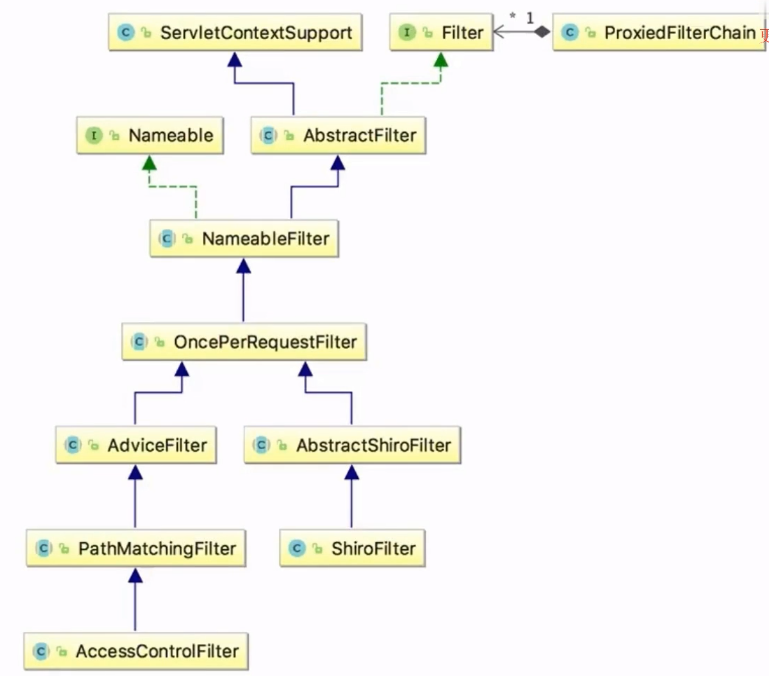 C ServletContextSupport
I Filter
* 1
C ProxiedFilterChain
I Nameable
C AbstractFilter
C NameableFilter
C OncePerRequestFilter
C AdviceFilter
C AbstractShiroFilter
C PathMatchingFilter
C ShiroFilter
C AccessControlFilter